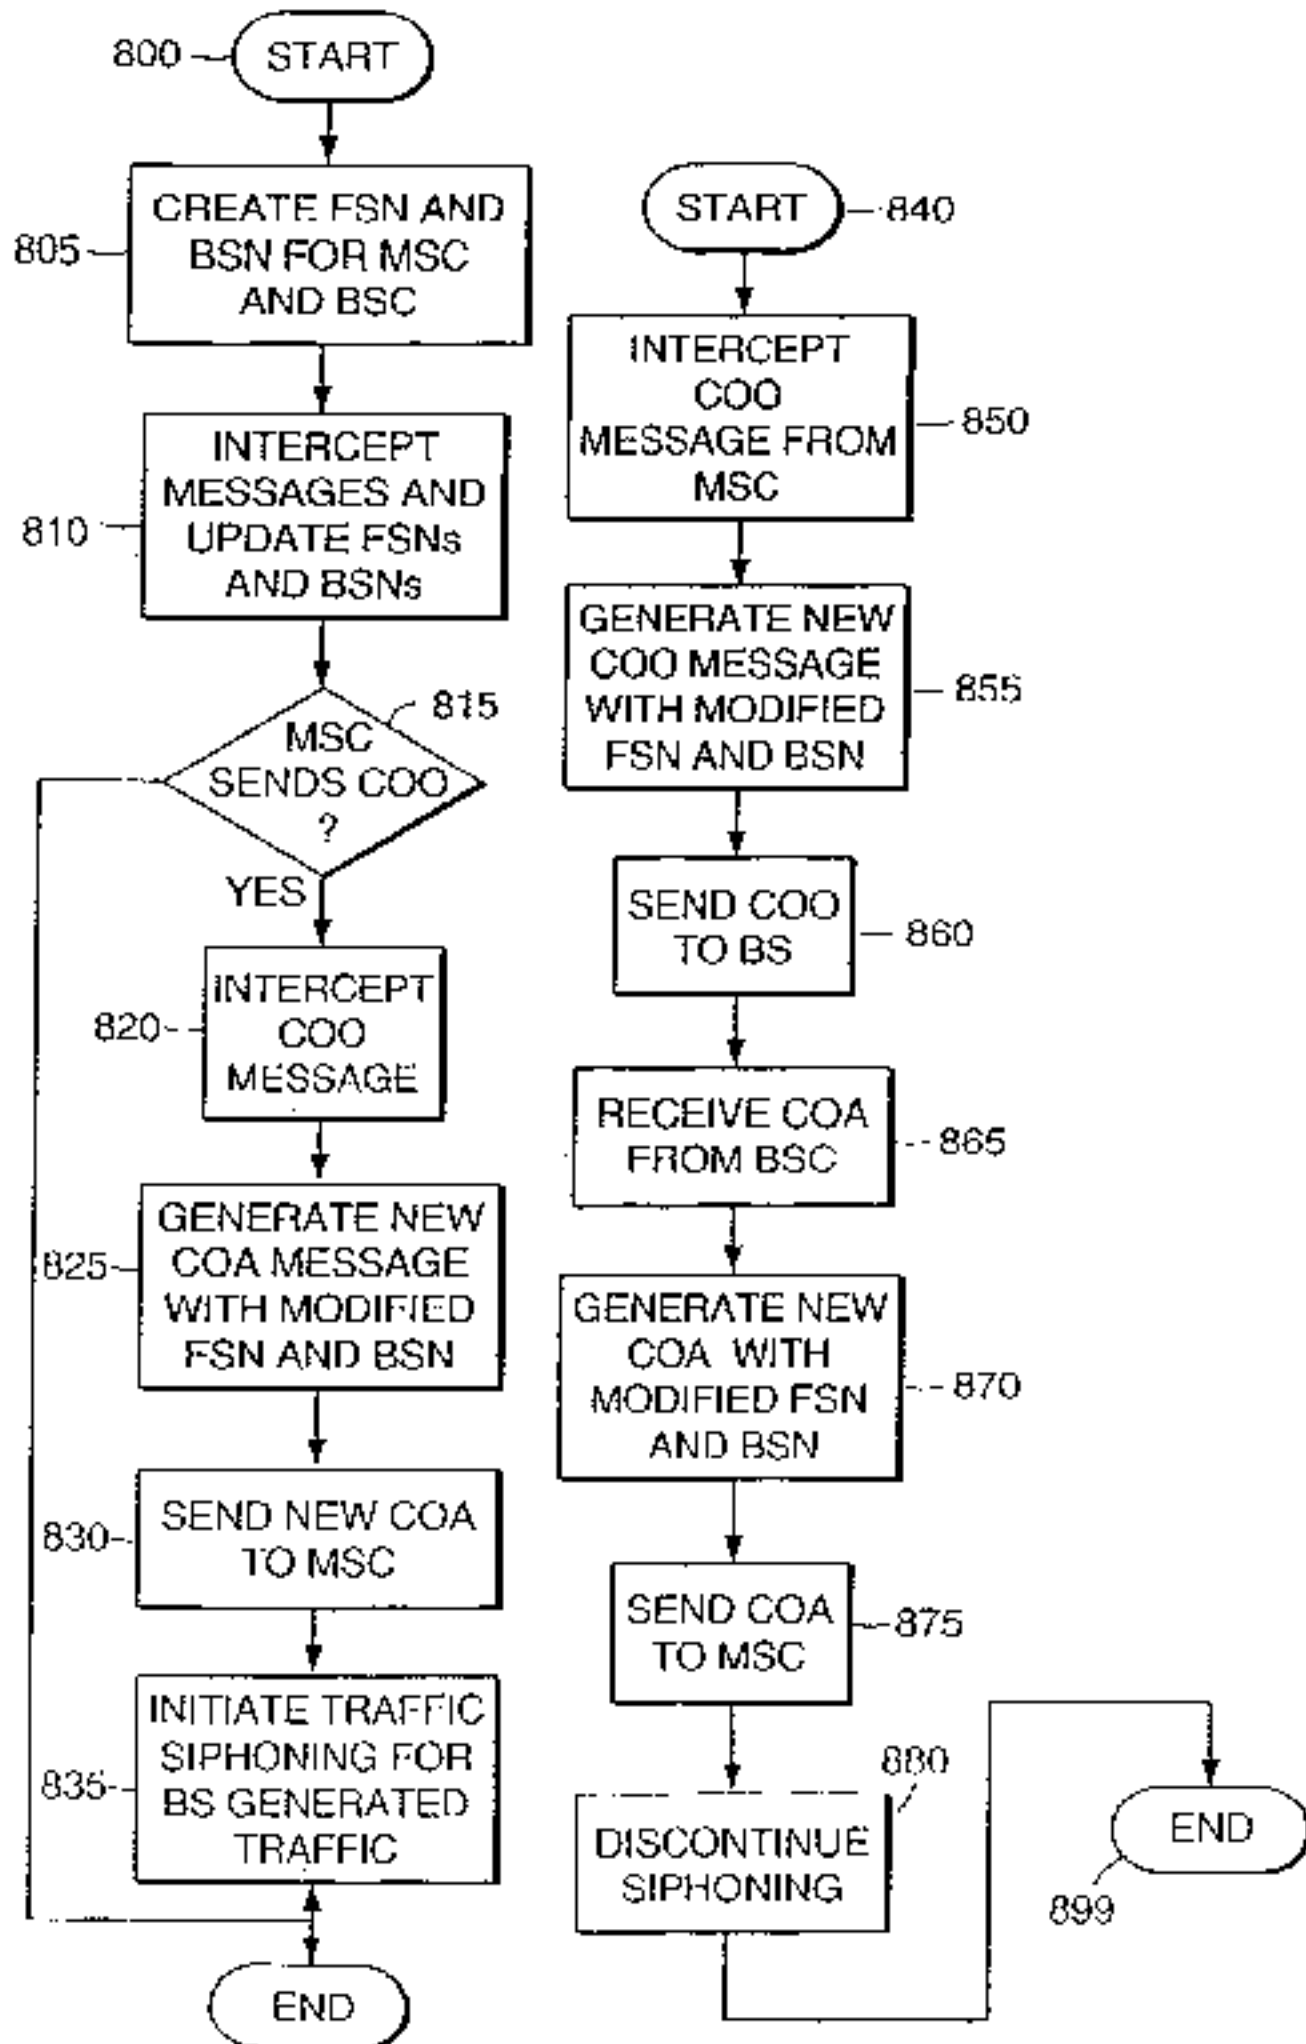 800
START
805
CREATE FSN AND
BSN FOR MSC
AND BSC
810
INTERCEPT
MESSAGES AND
UPDATE FSNs
AND BSNs
815
MSC
SENDS COO
?
YES
820
INTERCEPT
COO
MESSAGE
825
GENERATE NEW
COA MESSAGE
WITH MODIFIED
FSN AND BSN
830
SEND NEW COA
TO MSC
835
INITIATE TRAFFIC
SIPHONING FOR
BS GENERATED
TRAFFIC
END
START
840
INTERCEPT
COO
MESSAGE FROM
MSC
850
GENERATE NEW
COO MESSAGE
WITH MODIFIED
FSN AND BSN
855
SEND COO
TO BS
860
RECEIVE COA
FROM BSC
865
GENERATE NEW
COA WITH
MODIFIED FSN
AND BSN
870
SEND COA
TO MSC
875
880
DISCONTINUE
SIPHONING
END
899